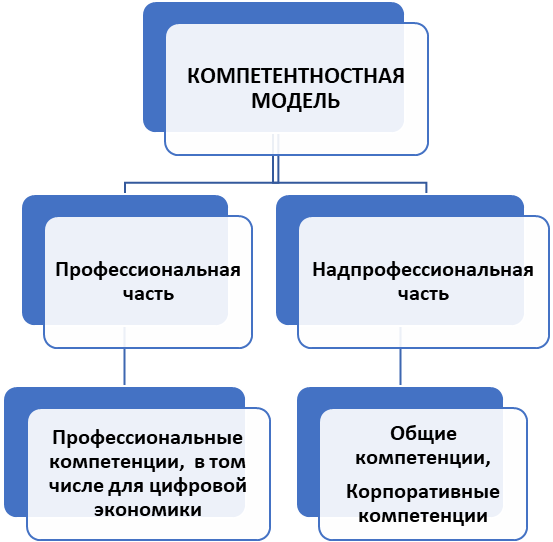 КОМПЕТЕНТНОСТНАЯ
МОДЕЛЬ
Профессиональная
часть
Надпрофессиональная
часть
Профессиональные
компетенции, в том
числе для цифровой
экономики
Общие
компетенции,
Корпоративные
компетенции